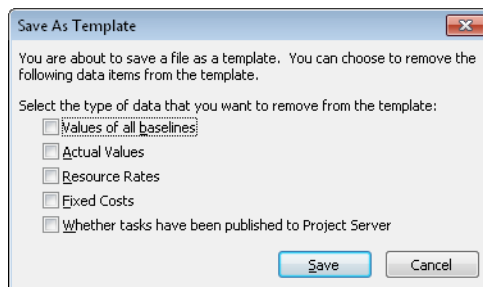 Save As Template
You are about to save a file as a template. You can choose to remove the
following data items from the template.
Select the type of data that you want to remove from the template:
Values of all baselines
Actual Values
Resource Rates
Fixed Costs
Whether tasks have been published to Project Server
Save Cancel